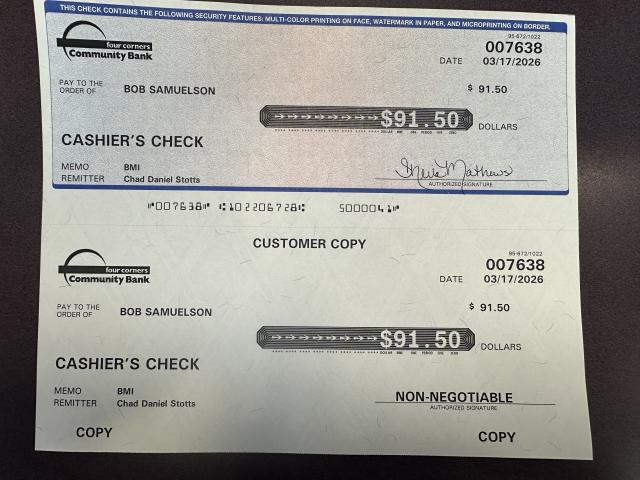 THIS CHECK CONTAINS THE FOLLOWING SECURITY FEATURES: MULTI-COLOR PRINTING ON FACE, WATERMARK IN PAPER, AND MICROPRINTING ON BORDER.
95-672/1022
four corners
Community Bank
007638
DATE 03/17/2026
PAY TO THE
ORDER OF BOB SAMUELSON $ 91.50
$91.50 DOLLARS
CASHIER'S CHECK
MEMO BMI
REMITTER Chad Daniel Stotts
AUTHORIZED SIGNATURE
⑈007638⑈ ⑆102206728⑆ 5000041⑈
CUSTOMER COPY
95-672/1022
four corners
Community Bank
007638
DATE 03/17/2026
PAY TO THE
ORDER OF BOB SAMUELSON $ 91.50
$91.50 DOLLARS
CASHIER'S CHECK
MEMO BMI
REMITTER Chad Daniel Stotts
NON-NEGOTIABLE
AUTHORIZED SIGNATURE
COPY COPY